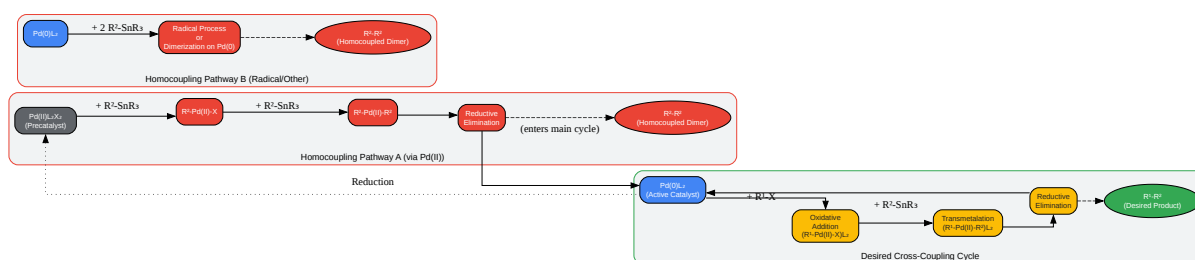 Pd(0)L₂
+ 2 R²-SnR₃
Radical Process
or
Dimerization on Pd(0)
R²-R²
(Homocoupled Dimer)
Homocoupling Pathway B (Radical/Other)
Pd(II)L₂X₂
(Precatalyst)
+ R²-SnR₃
R²-Pd(II)-X
+ R²-SnR₃
R²-Pd(II)-R²
Reductive
Elimination
(enters main cycle)
R²-R²
(Homocoupled Dimer)
Homocoupling Pathway A (via Pd(II))
Reduction
Pd(0)L₂
(Active Catalyst)
+ R¹-X
Oxidative
Addition
(R¹-Pd(II)-X)L₂
+ R²-SnR₃
Transmetalation
(R¹-Pd(II)-R²)L₂
Reductive
Elimination
R¹-R²
(Desired Product)
Desired Cross-Coupling Cycle